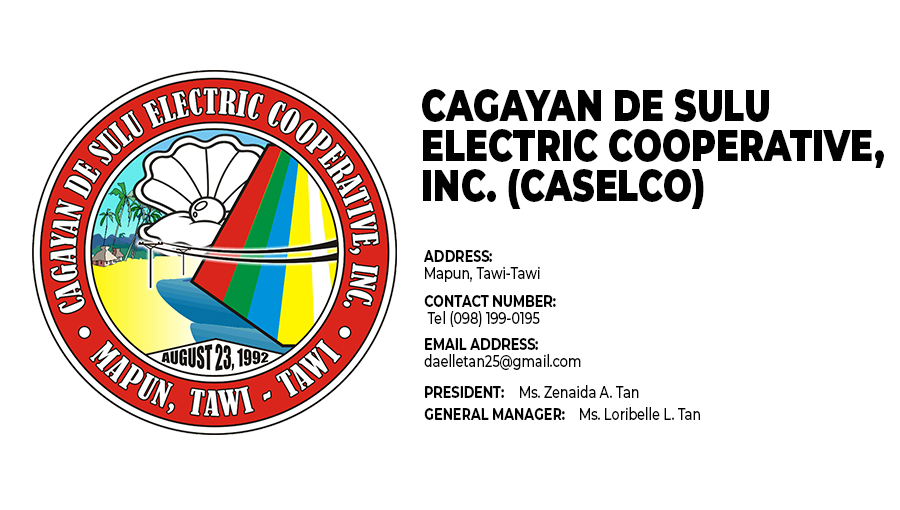 CAGAYAN DE SULU ELECTRIC COOPERATIVE, INC.
AUGUST 23, 1992
MAPUN, TAWI - TAWI
CAGAYAN DE SULU
ELECTRIC COOPERATIVE,
INC. (CASELCO)
ADDRESS:
Mapun, Tawi-Tawi
CONTACT NUMBER:
Tel (098) 199-0195
EMAIL ADDRESS:
daelletan25@gmail.com
PRESIDENT: Ms. Zenaida A. Tan
GENERAL MANAGER: Ms. Loribelle L. Tan